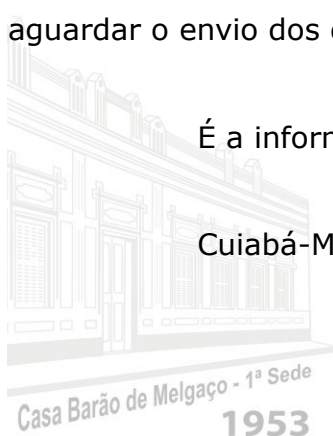 aguardar o envio dos
É a inform
Cuiabá-M
Casa Barão de Melgaço - 1ª Sede
1953